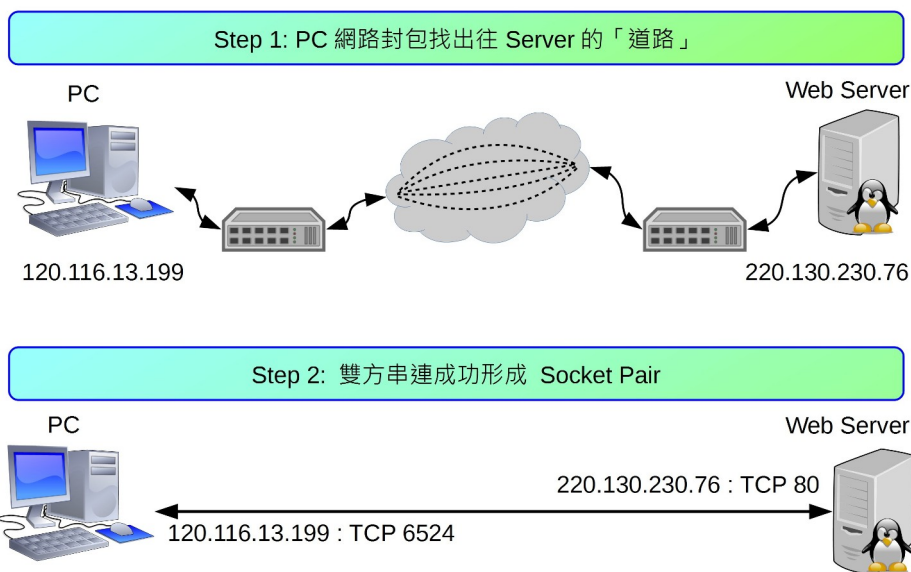 Step 1: PC 網路封包找出往 Server 的「道路」
PC
Web Server
120.116.13.199
220.130.230.76
Step 2: 雙方串連成功形成 Socket Pair
PC
Web Server
220.130.230.76 : TCP 80
120.116.13.199 : TCP 6524